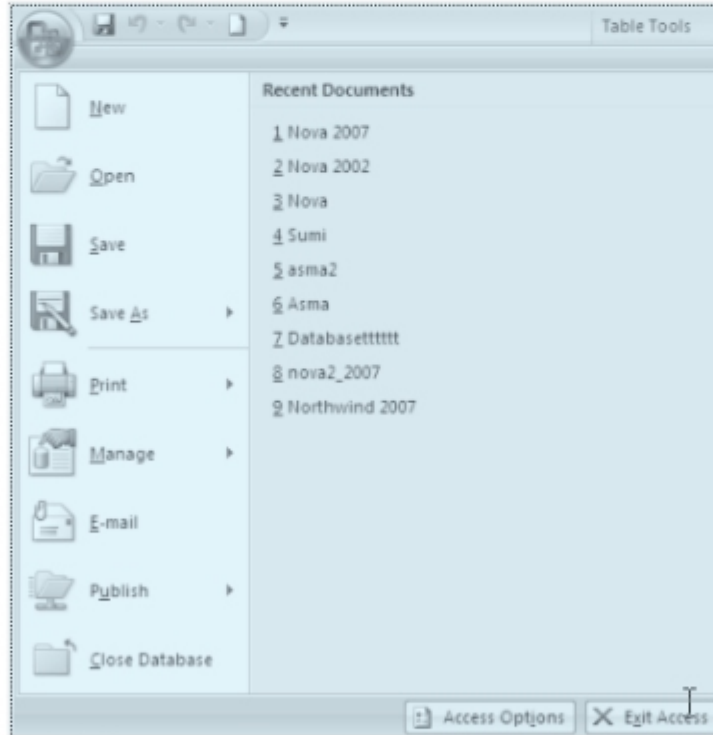 Table Tools
New
Open
Save
Save As
Print
Manage
E-mail
Publish
Close Database
Recent Documents
1 Nova 2007
2 Nova 2002
3 Nova
4 Sumi
5 asma2
6 Asma
7 Databasetttttt
8 nova2_2007
9 Northwind 2007
Access Options
Exit Access